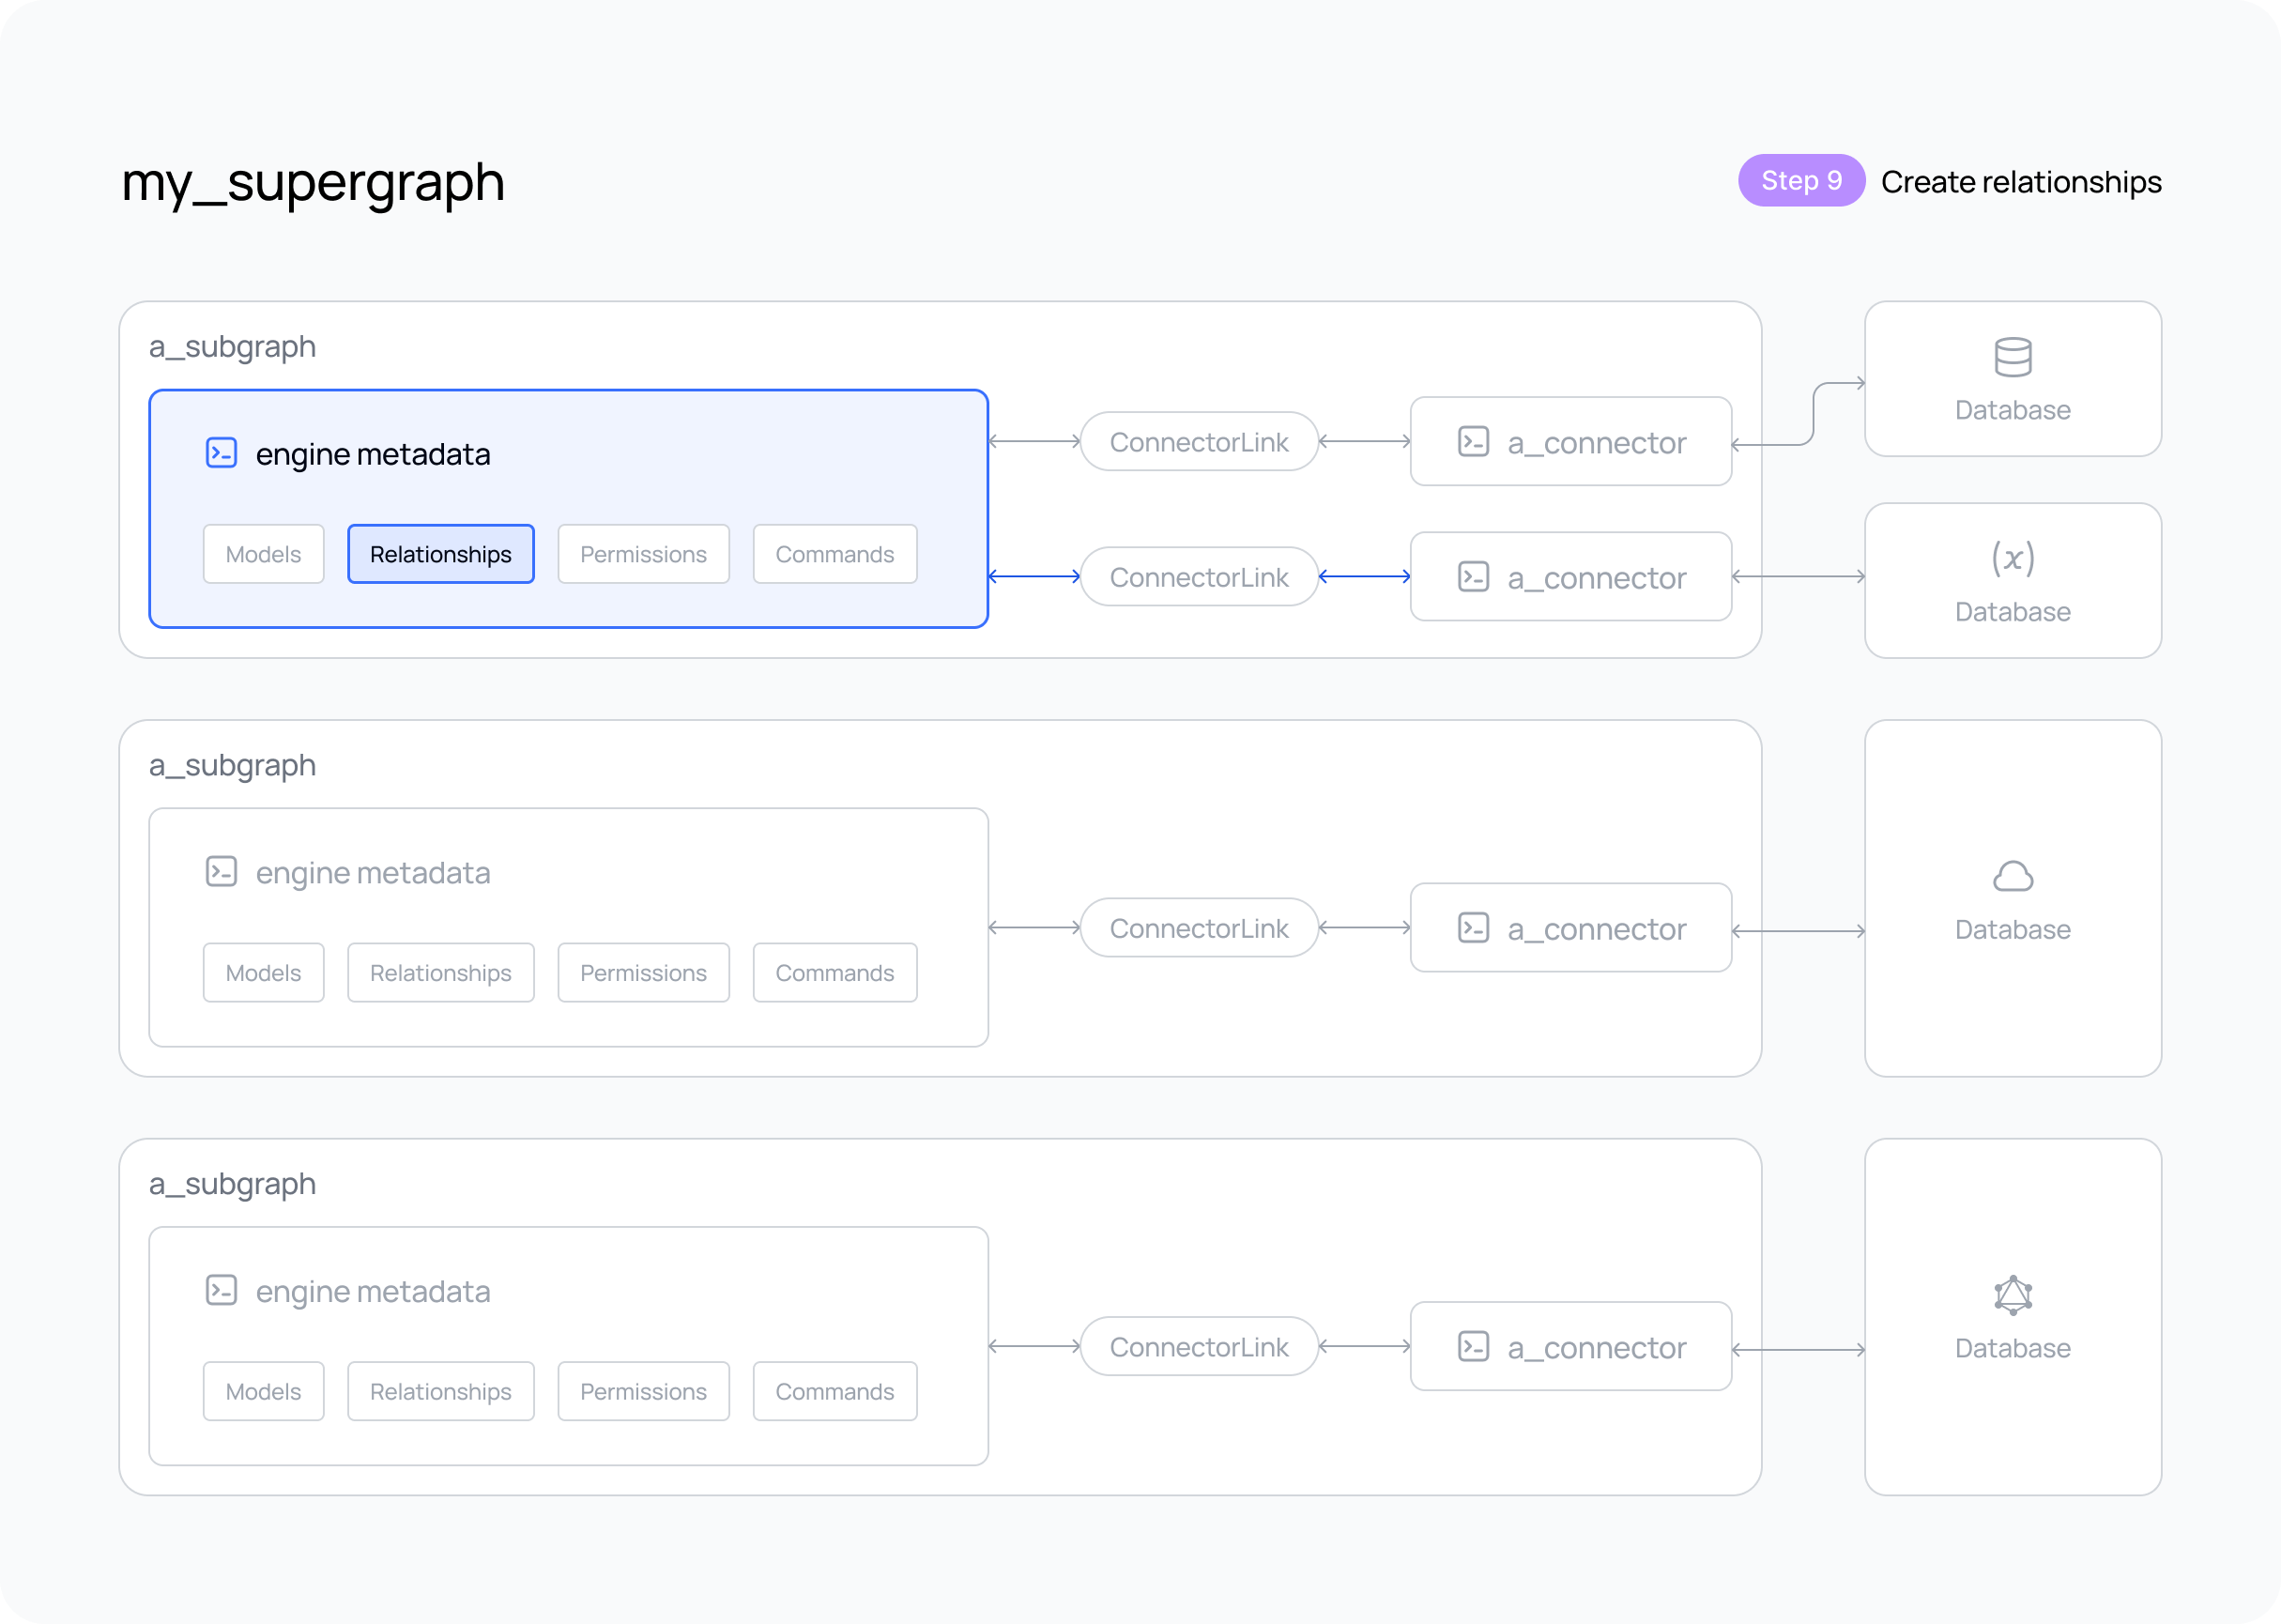 my_supergraph
Step 9 Create relationships
a_subgraph
engine metadata
Models Relationships Permissions Commands
ConnectorLink
a_connector
Database
ConnectorLink
a_connector
Database
a_subgraph
engine metadata
Models Relationships Permissions Commands
ConnectorLink
a_connector
Database
a_subgraph
engine metadata
Models Relationships Permissions Commands
ConnectorLink
a_connector
Database